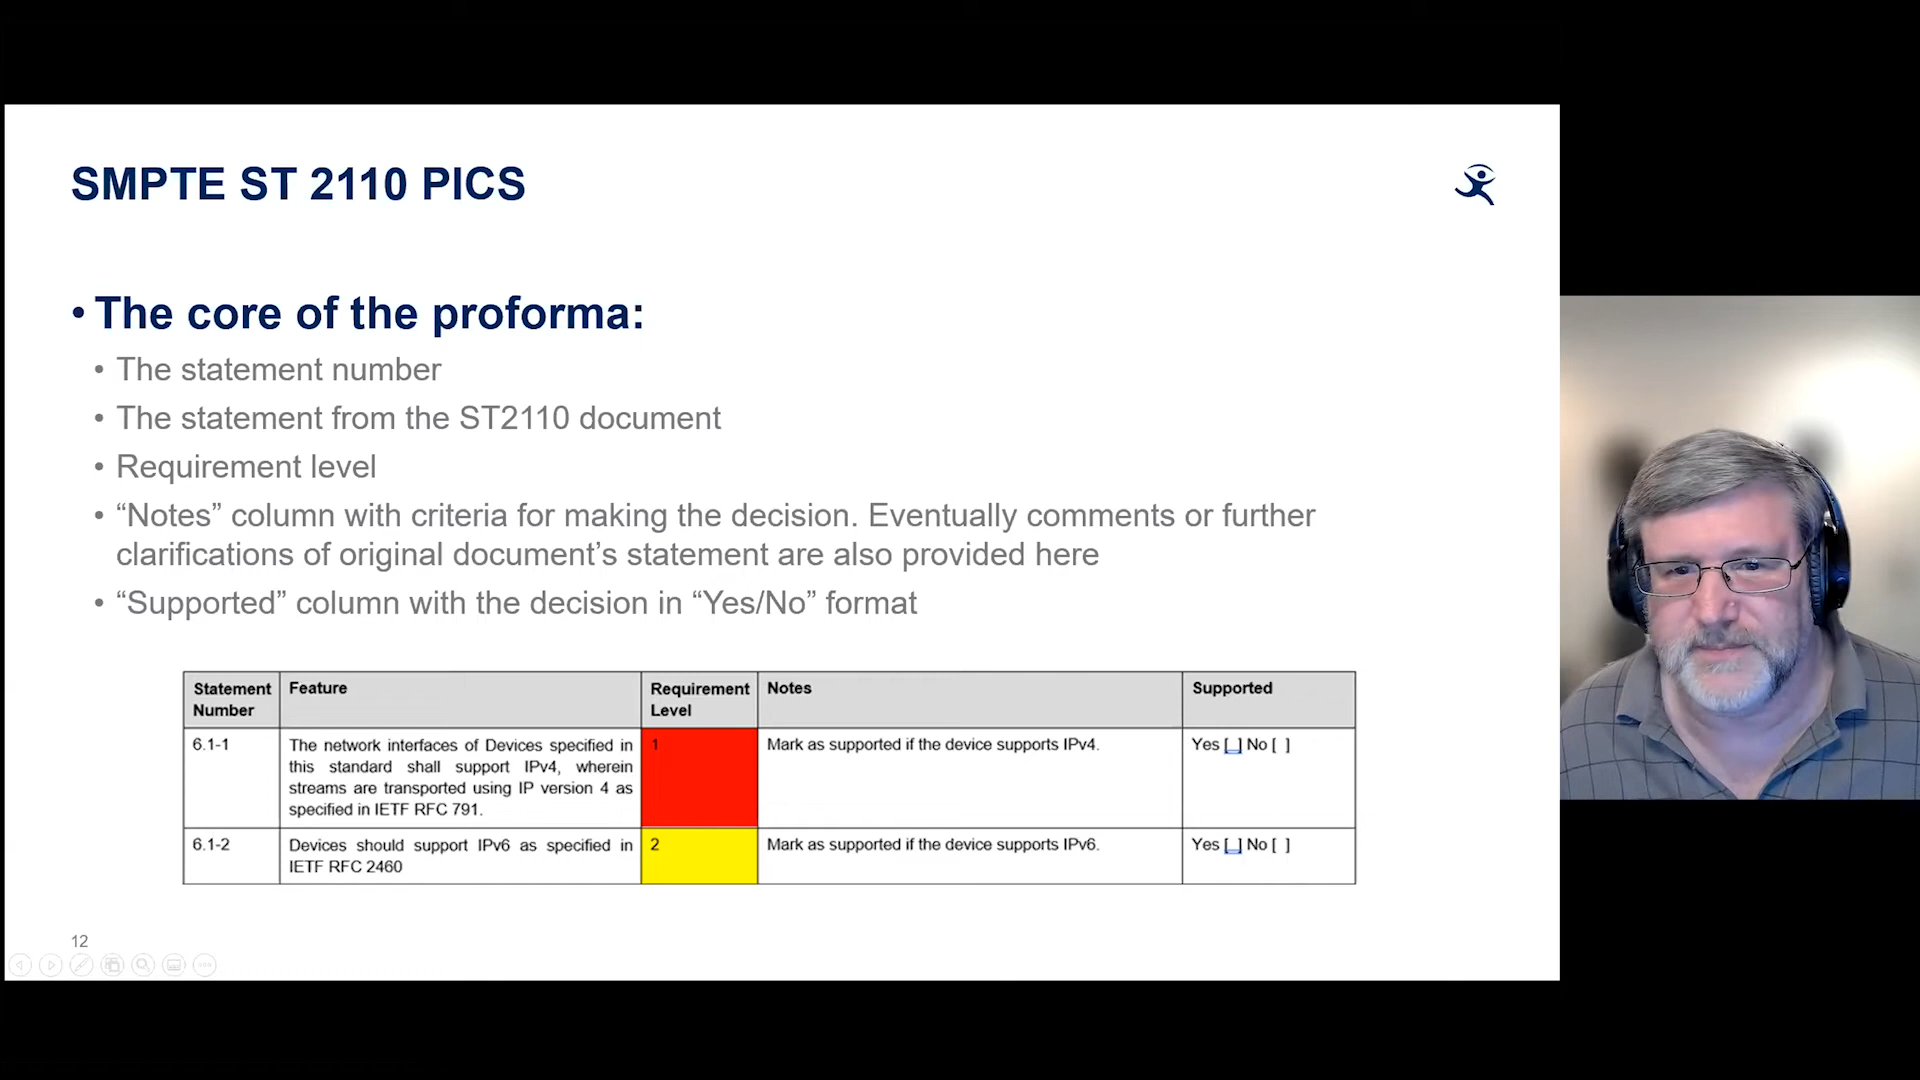 SMPTE ST 2110 PICS
• The core of the proforma:
• The statement number
• The statement from the ST2110 document
• Requirement level
• “Notes” column with criteria for making the decision. Eventually comments or further
clarifications of original document’s statement are also provided here
• “Supported” column with the decision in “Yes/No” format
Statement Number Feature Requirement Level Notes Supported
6.1-1 The network interfaces of Devices specified in
this standard shall support IPv4, wherein
streams are transported using IP version 4 as
specified in IETF RFC 791.
1 Mark as supported if the device supports IPv4. Yes [_] No [ ]
6.1-2 Devices should support IPv6 as specified in
IETF RFC 2460
2 Mark as supported if the device supports IPv6. Yes [_] No [ ]
12